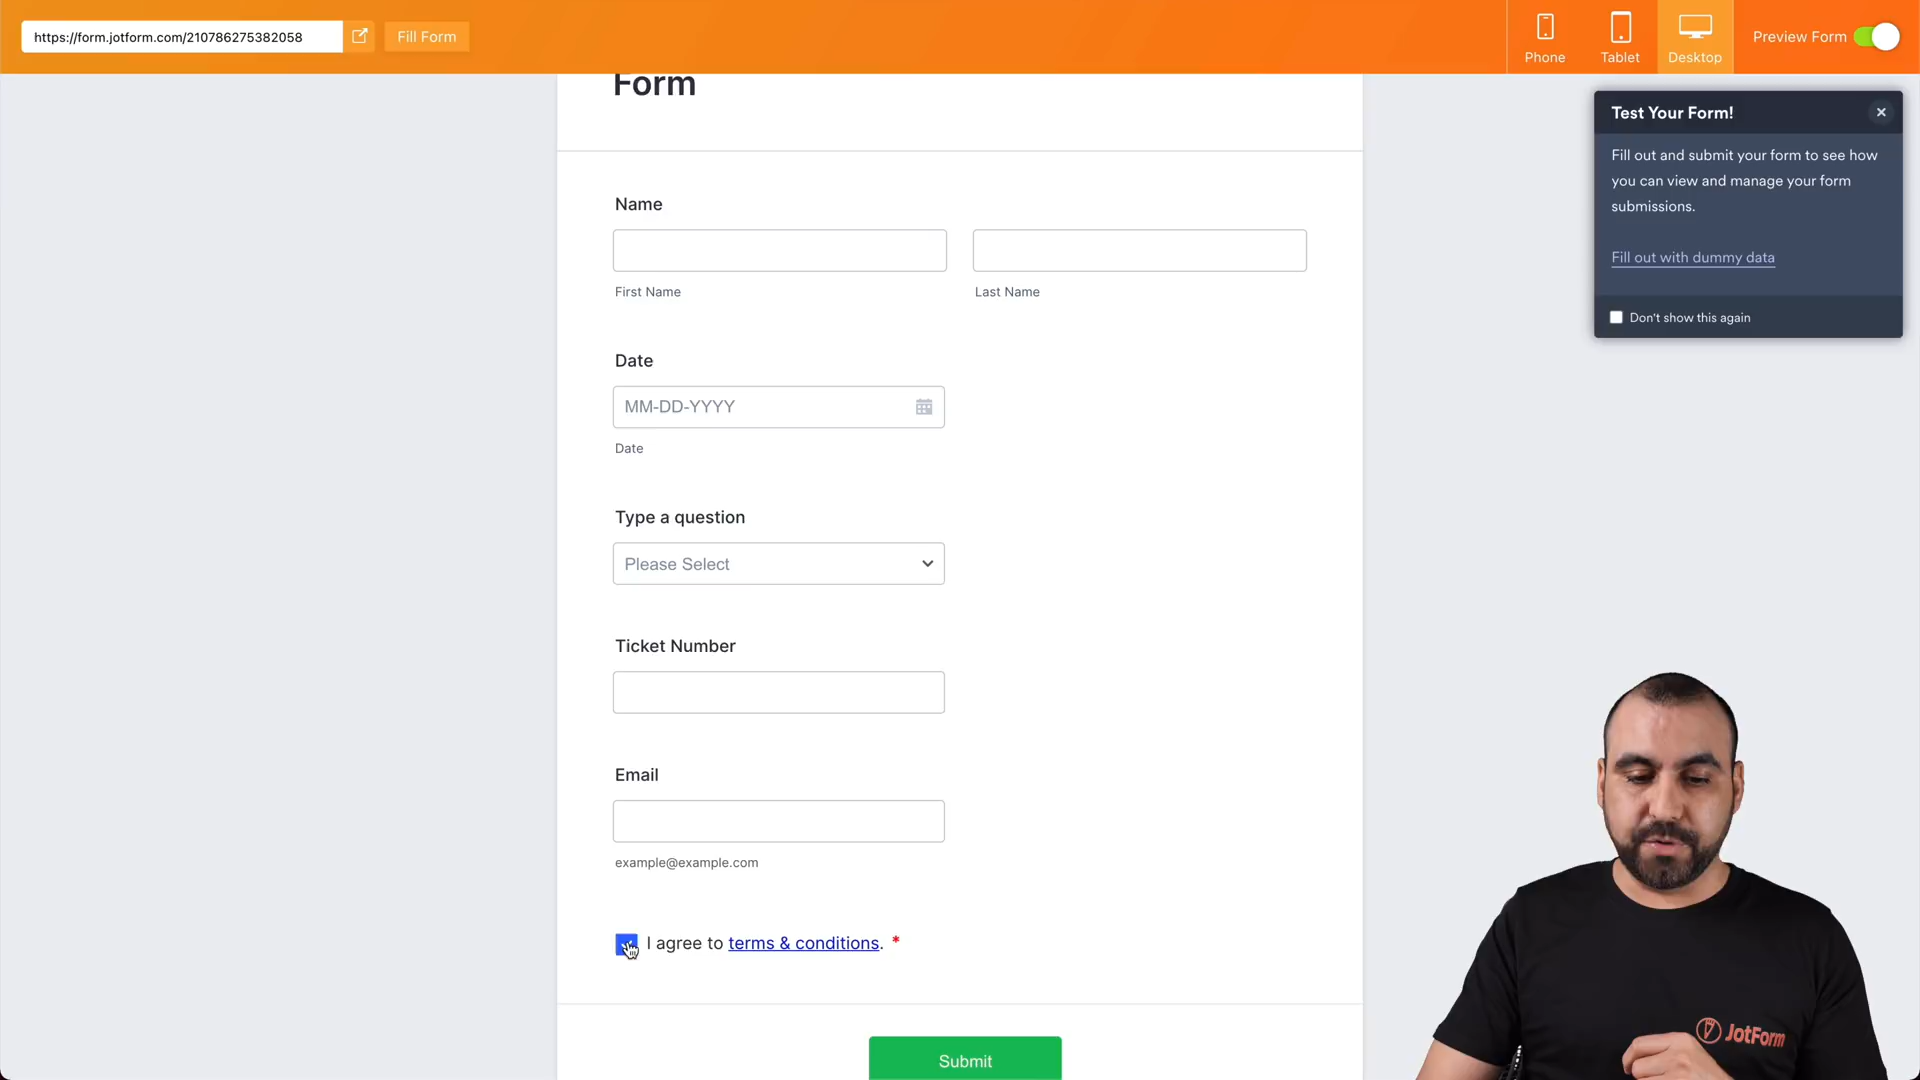 https://form.jotform.com/210786275382058
Fill Form
Phone
Tablet
Desktop
Preview Form
Form
Test Your Form!
Fill out and submit your form to see how
you can view and manage your form
submissions.
Fill out with dummy data
Don't show this again
Name
First Name
Last Name
Date
MM-DD-YYYY
Date
Type a question
Please Select
Ticket Number
Email
example@example.com
I agree to terms & conditions. *
Submit
JotForm